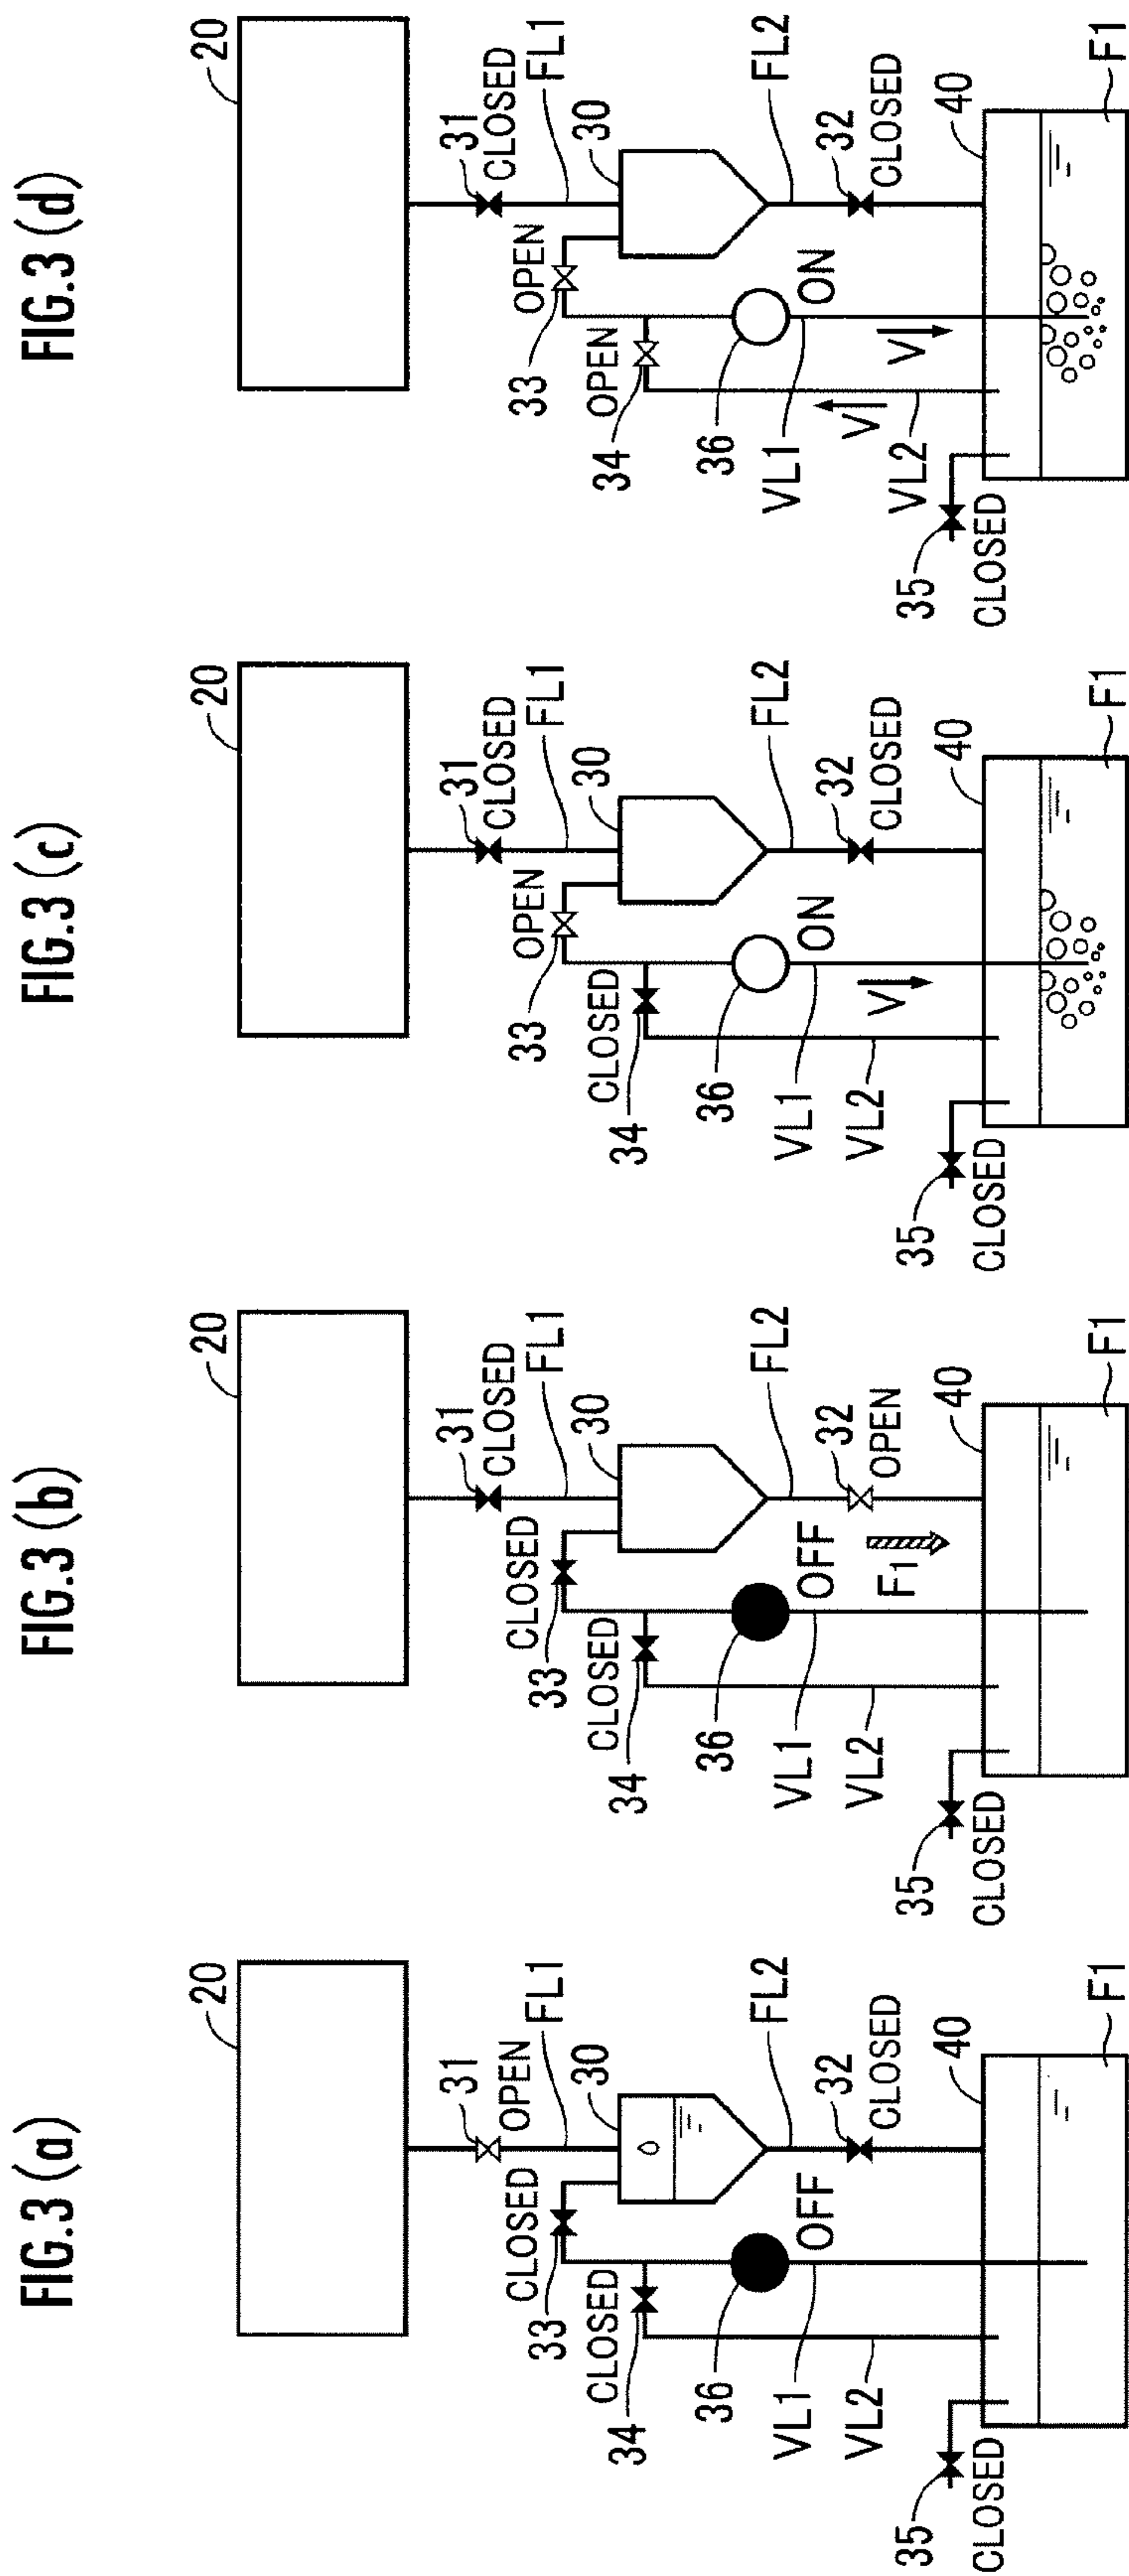 FIG.3 (a)
20
31
OPEN
FL1
CLOSED
33
30
CLOSED
34
36
OFF
VL1
FL2
VL2
32
CLOSED
35
CLOSED
40
F1
FIG.3 (b)
20
31
CLOSED
FL1
CLOSED
33
30
CLOSED
34
36
OFF
VL1
FL2
VL2
32
OPEN
F1
35
CLOSED
40
F1
FIG.3 (c)
20
31
CLOSED
FL1
OPEN
33
30
CLOSED
34
36
ON
VL1
FL2
VL2
32
CLOSED
V
35
CLOSED
40
F1
FIG.3 (d)
20
31
CLOSED
FL1
OPEN
33
30
OPEN
34
36
ON
VL1
FL2
V
VL2
32
CLOSED
V
35
CLOSED
40
F1